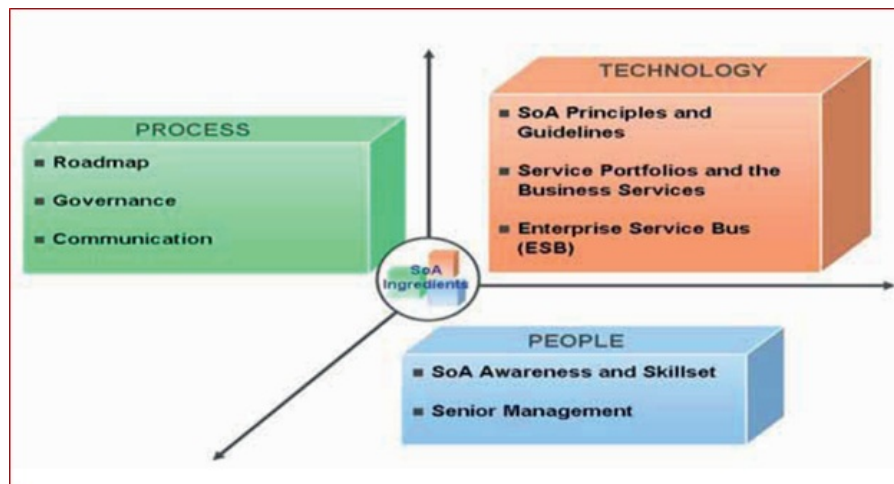 PROCESS
Roadmap
Governance
Communication
TECHNOLOGY
SoA Principles and
Guidelines
Service Portfolios and the
Business Services
Enterprise Service Bus
(ESB)
SoA
Ingredients
PEOPLE
SoA Awareness and Skillset
Senior Management